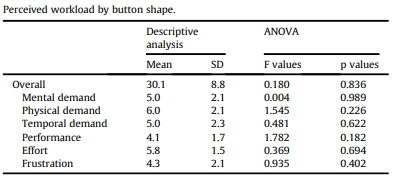 Perceived workload by button shape.
Descriptive analysis ANOVA
Mean SD F values p values
Overall 30.1 8.8 0.180 0.836
Mental demand 5.0 2.1 0.004 0.989
Physical demand 6.0 2.1 1.545 0.226
Temporal demand 5.0 2.3 0.481 0.622
Performance 4.1 1.7 1.782 0.182
Effort 5.8 1.5 0.369 0.694
Frustration 4.3 2.1 0.935 0.402